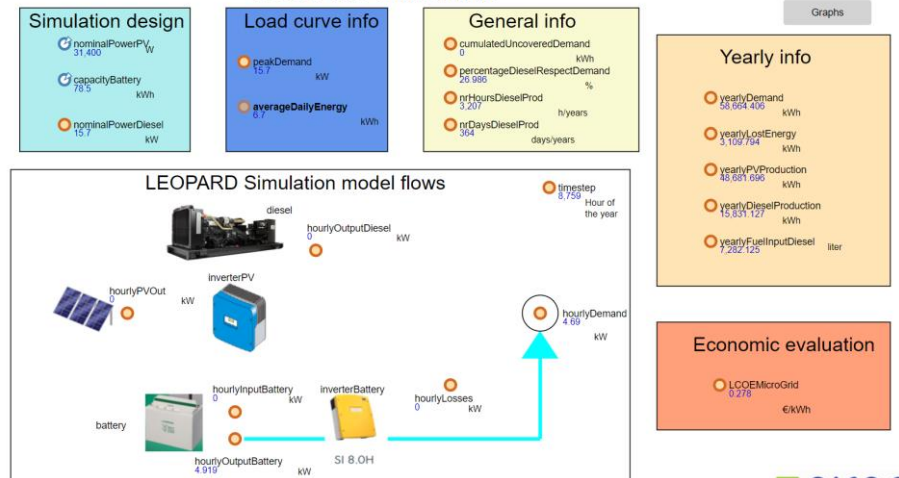 Simulation design
nominalPowerPV
31,400
W
capacityBattery
78.5
kWh
nominalPowerDiesel
15.7
kW
Load curve info
peakDemand
15.7
kW
averageDailyEnergy
6.7
kWh
General info
cumulatedUncoveredDemand
0
kWh
percentageDieselRespectDemand
26.986
%
nrHoursDieselProd
3,207
h/years
nrDaysDieselProd
364
days/years
Graphs
Yearly info
yearlyDemand
58,664.406
kWh
yearlyLostEnergy
3,109.794
kWh
yearlyPVProduction
48,681.696
kWh
yearlyDieselProduction
15,831.127
kWh
yearlyFuelInputDiesel
7,282.125
liter
LEOPARD Simulation model flows
timestep
8,759
Hour of
the year
diesel
hourlyOutputDiesel
0
kW
hourlyPVOut
0
kW
inverterPV
hourlyDemand
4.69
kW
battery
hourlyInputBattery
0
kW
hourlyOutputBattery
4.919
kW
inverterBattery
SI 8.0H
hourlyLosses
0
kW
Economic evaluation
LCOEMicroGrid
0.278
€/kWh